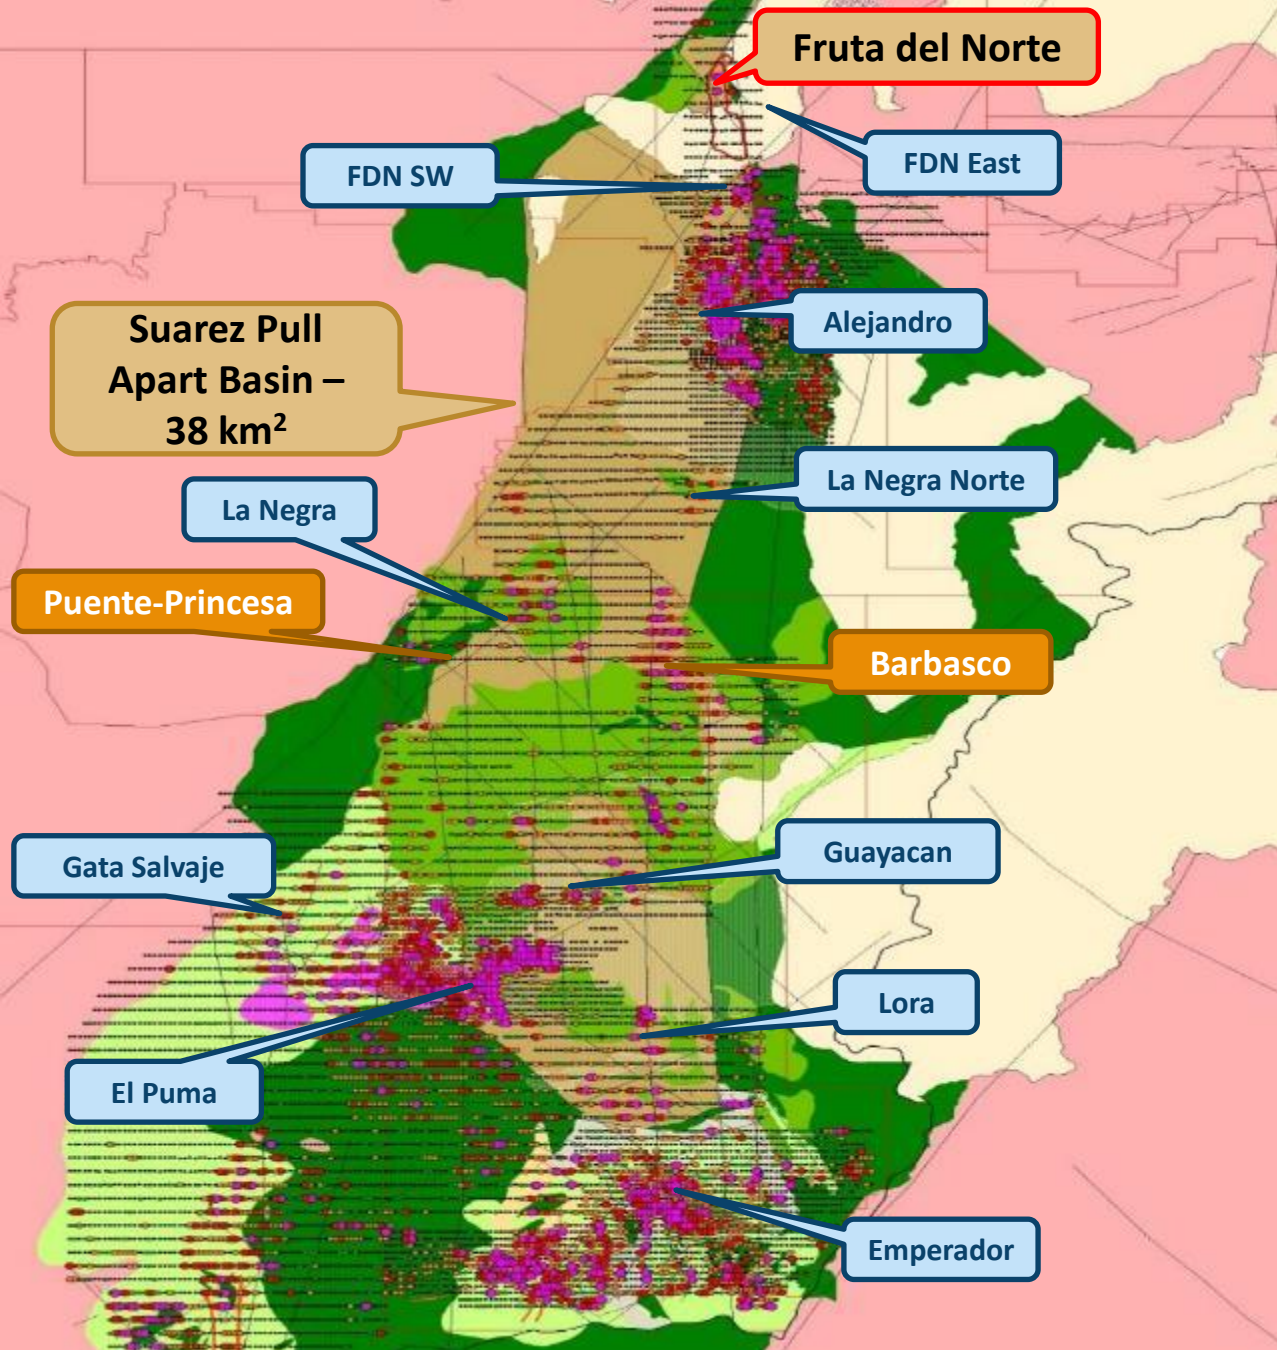 Fruta del Norte
FDN East
FDN SW
Suarez Pull
Apart Basin –
38 km²
Alejandro
La Negra Norte
La Negra
Puente-Princesa
Barbasco
Guayacan
Gata Salvaje
Lora
El Puma
Emperador